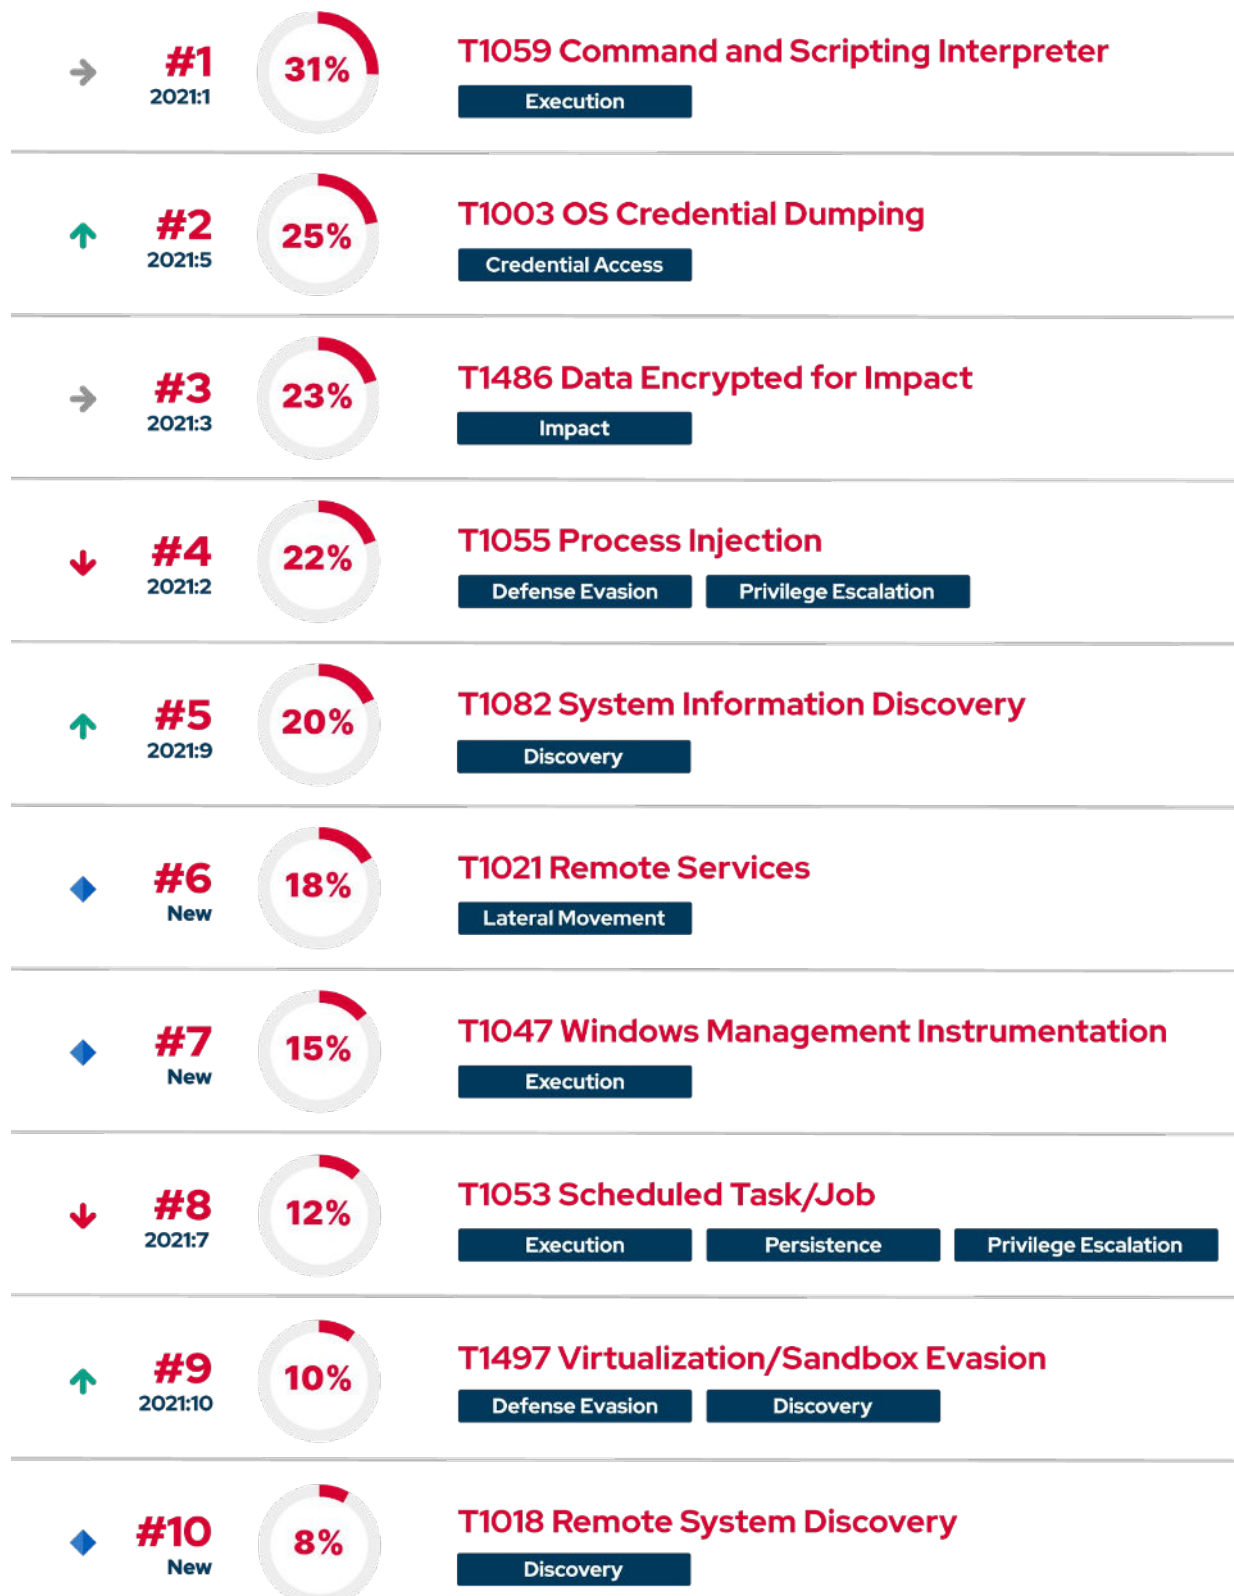 #1
2021:1
31%
T1059 Command and Scripting Interpreter
Execution
#2
2021:5
25%
T1003 OS Credential Dumping
Credential Access
#3
2021:3
23%
T1486 Data Encrypted for Impact
Impact
#4
2021:2
22%
T1055 Process Injection
Defense Evasion Privilege Escalation
#5
2021:9
20%
T1082 System Information Discovery
Discovery
#6
New
18%
T1021 Remote Services
Lateral Movement
#7
New
15%
T1047 Windows Management Instrumentation
Execution
#8
2021:7
12%
T1053 Scheduled Task/Job
Execution Persistence Privilege Escalation
#9
2021:10
10%
T1497 Virtualization/Sandbox Evasion
Defense Evasion Discovery
#10
New
8%
T1018 Remote System Discovery
Discovery